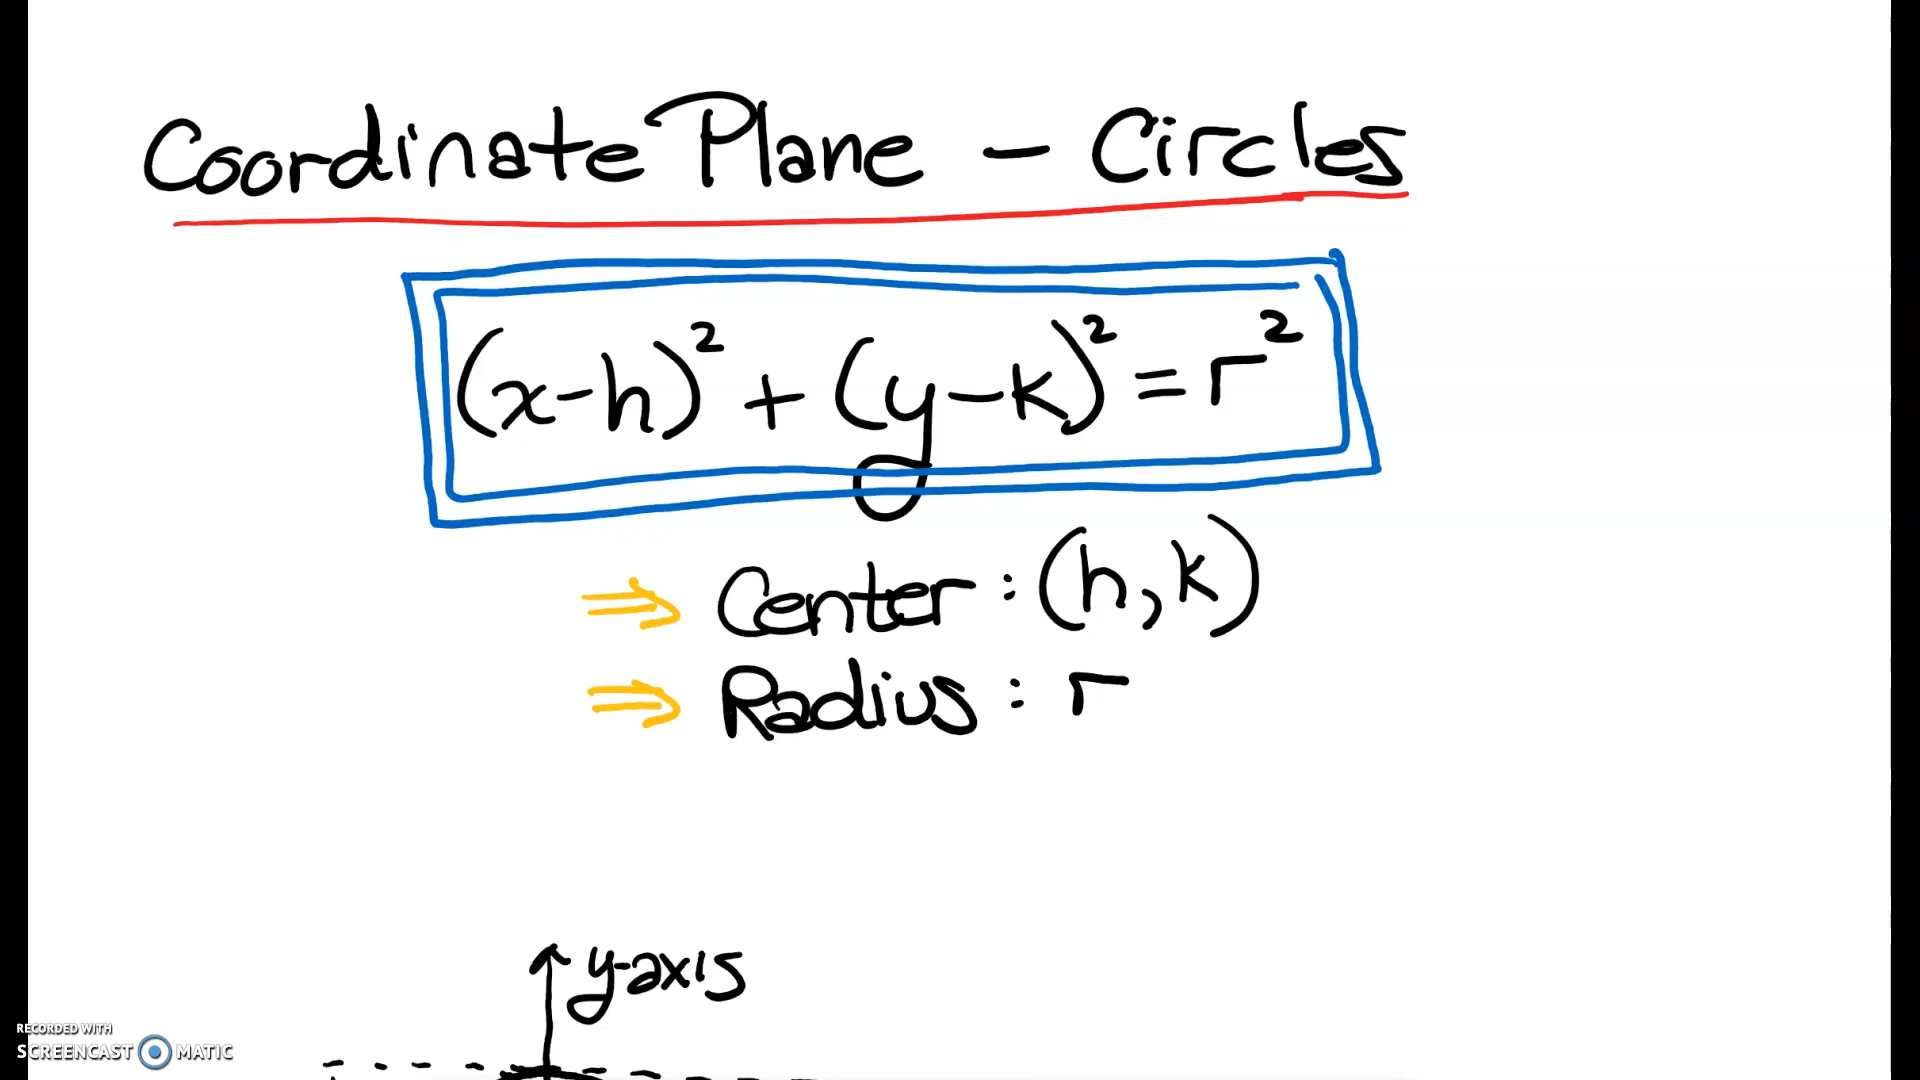 Coordinate Plane - Circles
(x-h)² + (y-k)² = r²
⇒ Center : (h,k)
⇒ Radius : r
y-axis
RECORDED WITH
SCREENCAST MATIC